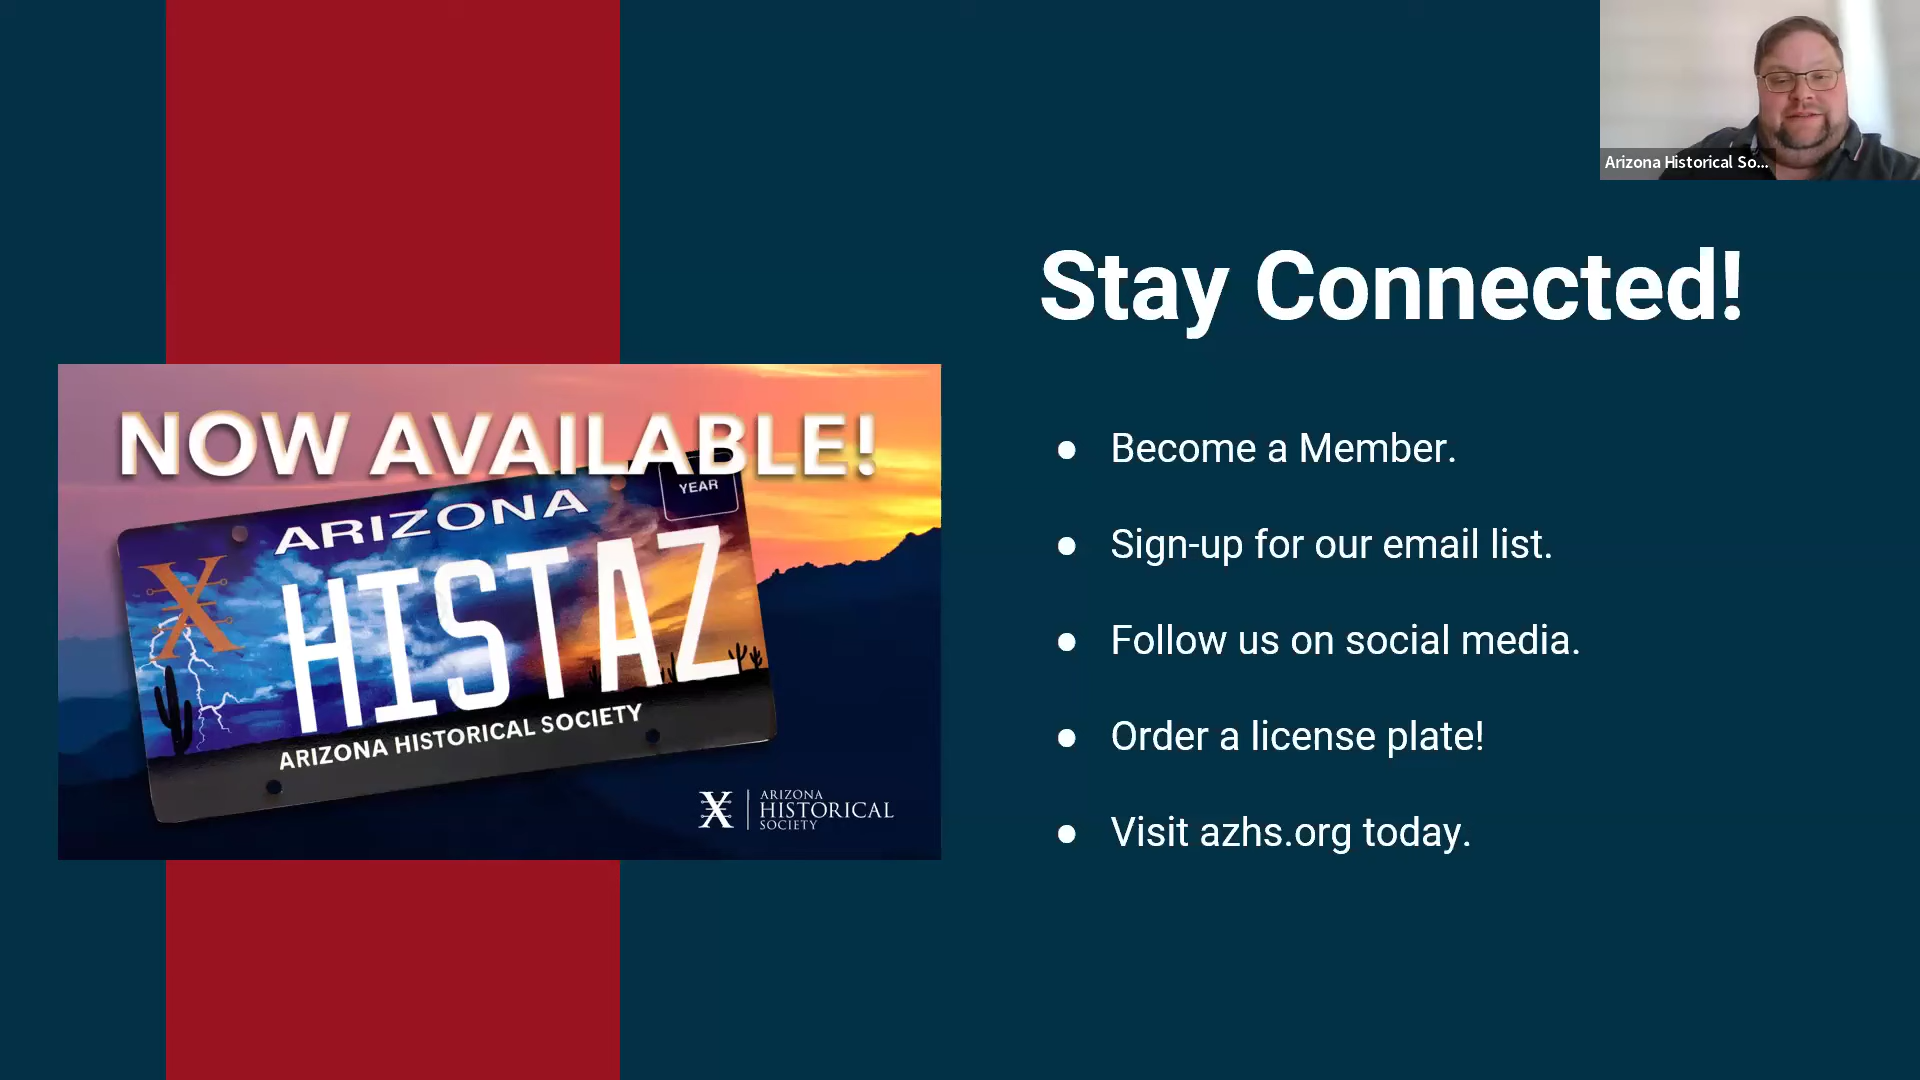 Arizona Historical So...
Stay Connected!
NOW AVAILABLE!
YEAR
ARIZONA
HISTAZ
ARIZONA HISTORICAL SOCIETY
ARIZONA
HISTORICAL
SOCIETY
● Become a Member.
● Sign-up for our email list.
● Follow us on social media.
● Order a license plate!
● Visit azhs.org today.